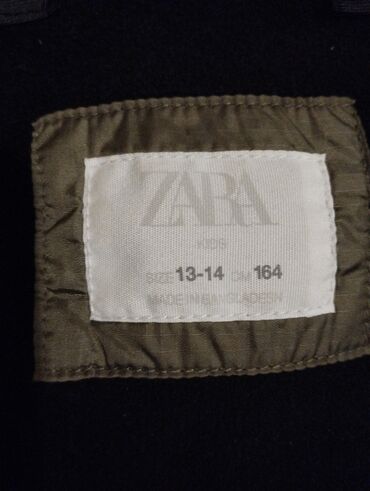 ZARA
KIDS
SIZE 13-14 CM 164
MADE IN BANGLADESH